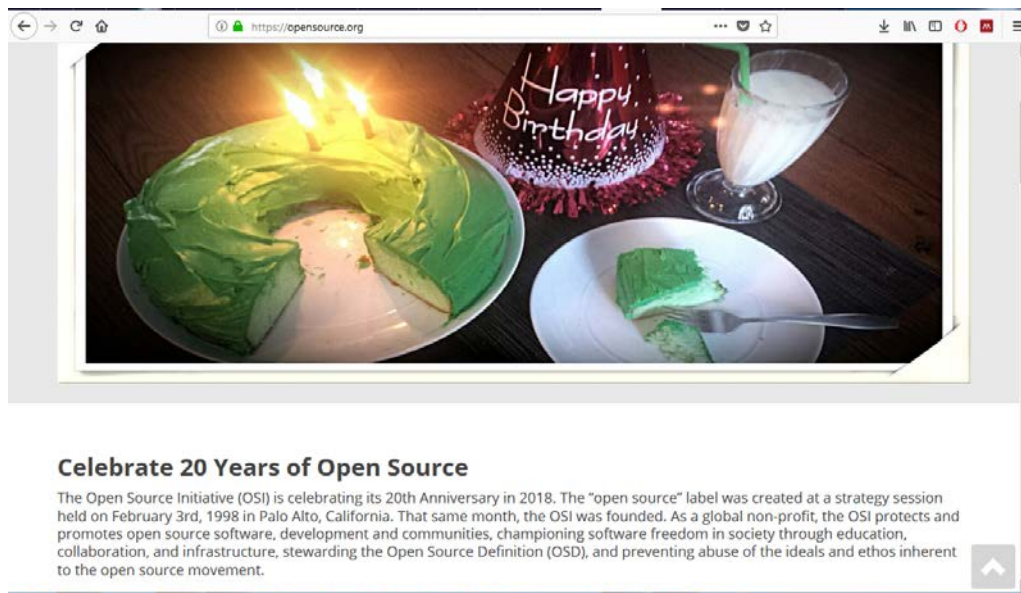 https://opensource.org
Happy
Birthday
Celebrate 20 Years of Open Source
The Open Source Initiative (OSI) is celebrating its 20th Anniversary in 2018. The "open source" label was created at a strategy session
held on February 3rd, 1998 in Palo Alto, California. That same month, the OSI was founded. As a global non-profit, the OSI protects and
promotes open source software, development and communities, championing software freedom in society through education,
collaboration, and infrastructure, stewarding the Open Source Definition (OSD), and preventing abuse of the ideals and ethos inherent
to the open source movement.